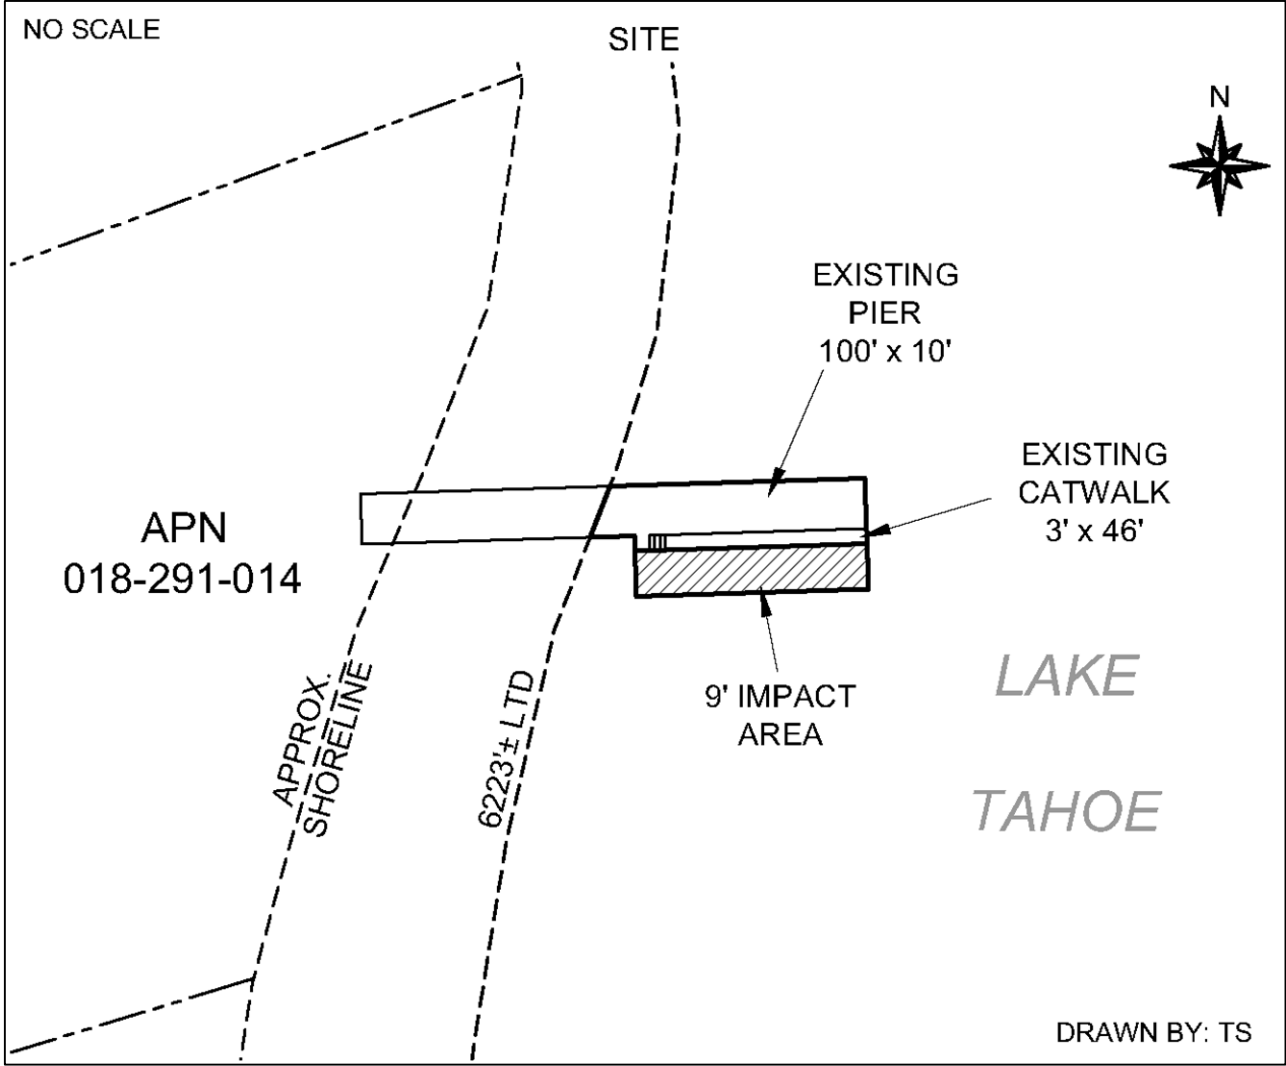 NO SCALE
SITE
N
EXISTING
PIER
100' x 10'
EXISTING
CATWALK
3' x 46'
APN
018-291-014
9' IMPACT
AREA
APPROX.
SHORELINE
6223'± LTD
LAKE
TAHOE
DRAWN BY: TS